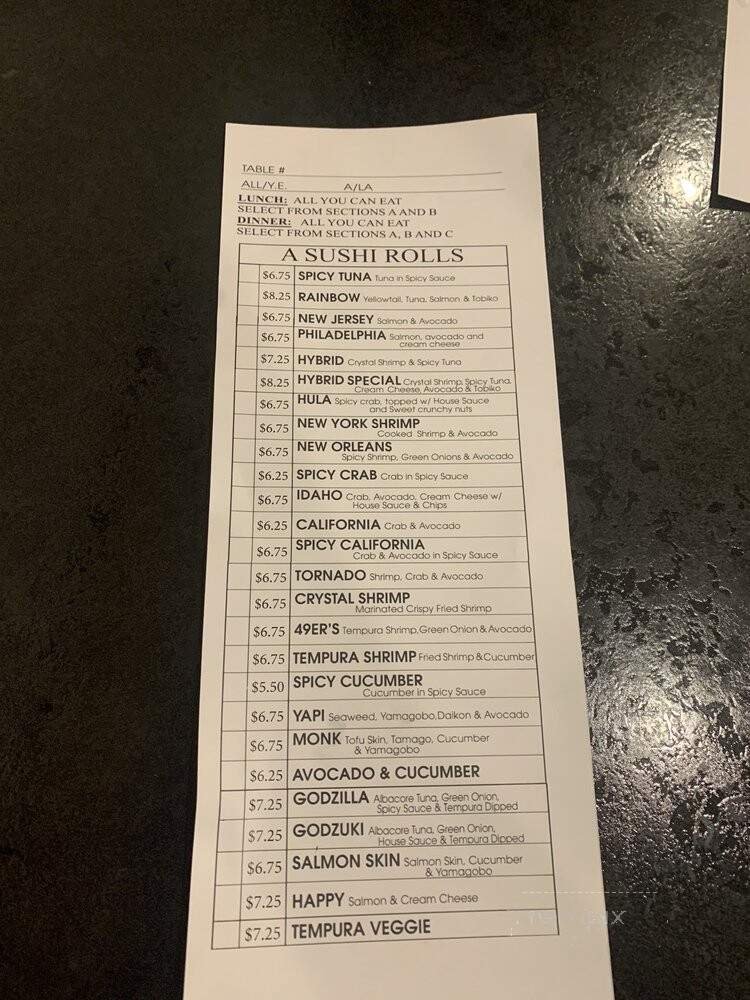 TABLE #
ALL/Y.E. A/LA
LUNCH: ALL YOU CAN EAT
SELECT FROM SECTIONS A AND B
DINNER: ALL YOU CAN EAT
SELECT FROM SECTIONS A, B AND C
A SUSHI ROLLS
$6.75 SPICY TUNA Tuna in Spicy Sauce
$8.25 RAINBOW Yellowtail, Tuna, Salmon & Tobiko
$6.75 NEW JERSEY Salmon & Avocado
$6.75 PHILADELPHIA Salmon, avocado and
cream cheese
$7.25 HYBRID Crystal Shrimp & Spicy Tuna
$8.25 HYBRID SPECIAL Crystal Shrimp, Spicy Tuna,
Cream Cheese, Avocado & Tobiko
$6.75 HULA Spicy crab, topped w/ House Sauce
and Sweet crunchy nuts
$6.75 NEW YORK SHRIMP
Cooked Shrimp & Avocado
$6.75 NEW ORLEANS
Spicy Shrimp, Green Onions & Avocado
$6.25 SPICY CRAB Crab in Spicy Sauce
$6.75 IDAHO Crab, Avocado, Cream Cheese w/
House Sauce & Chips
$6.25 CALIFORNIA Crab & Avocado
$6.75 SPICY CALIFORNIA
Crab & Avocado in Spicy Sauce
$6.75 TORNADO Shrimp, Crab & Avocado
$6.75 CRYSTAL SHRIMP
Marinated Crispy Fried Shrimp
$6.75 49ER'S Tempura Shrimp, Green Onion & Avocado
$6.75 TEMPURA SHRIMP Fried Shrimp & Cucumber
$5.50 SPICY CUCUMBER
Cucumber in Spicy Sauce
$6.75 YAPI Seaweed, Yamagobo, Daikon & Avocado
$6.75 MONK Tofu Skin, Tamago, Cucumber
& Yamagobo
$6.25 AVOCADO & CUCUMBER
$7.25 GODZILLA Albacore Tuna, Green Onion,
Spicy Sauce & Tempura Dipped
$7.25 GODZUKI Albacore Tuna, Green Onion,
House Sauce & Tempura Dipped
$6.75 SALMON SKIN Salmon Skin, Cucumber
& Yamagobo
$7.25 HAPPY Salmon & Cream Cheese
$7.25 TEMPURA VEGGIE